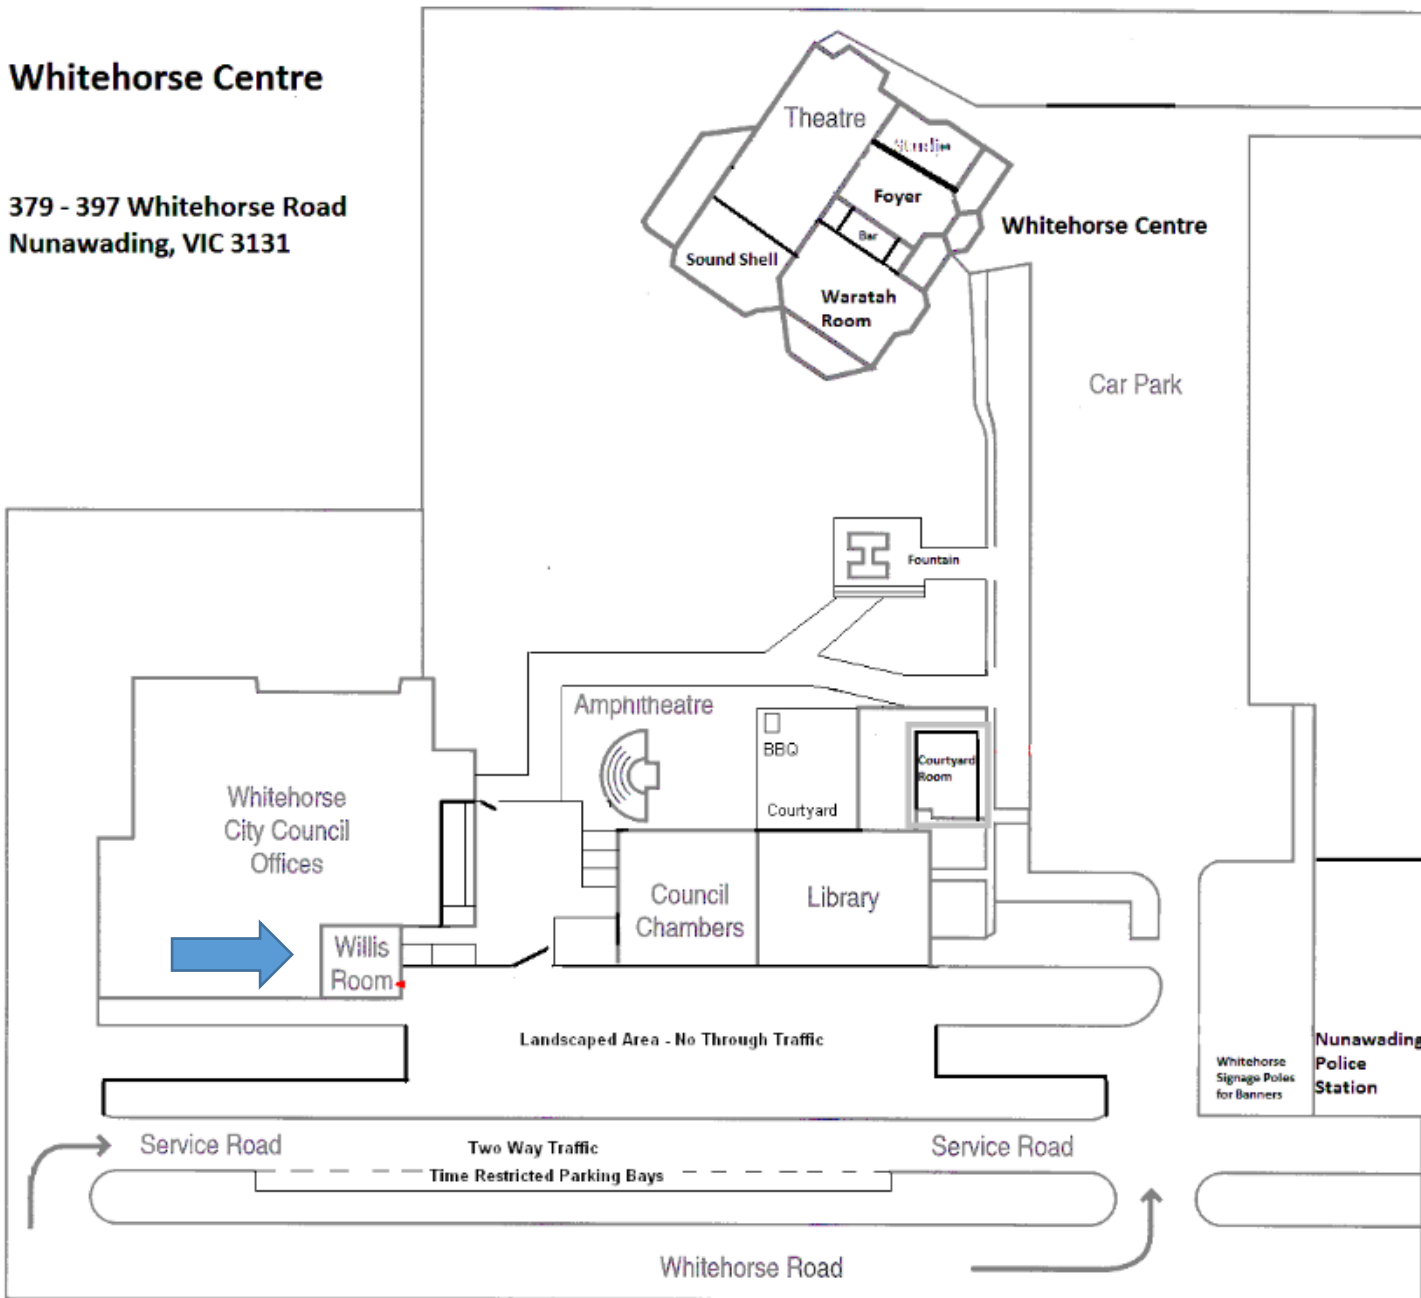 Whitehorse Centre
379 - 397 Whitehorse Road
Nunawading, VIC 3131
Theatre
Foyer
Bar
Sound Shell
Waratah
Room
Whitehorse Centre
Car Park
Fountain
Amphitheatre
BBQ
Courtyard
Courtyard
Room
Whitehorse
City Council
Offices
Council
Chambers
Library
Willis
Room
Landscaped Area - No Through Traffic
Whitehorse
Signage Poles
for Banners
Nunawading
Police
Station
Service Road
Two Way Traffic
Service Road
Time Restricted Parking Bays
Whitehorse Road